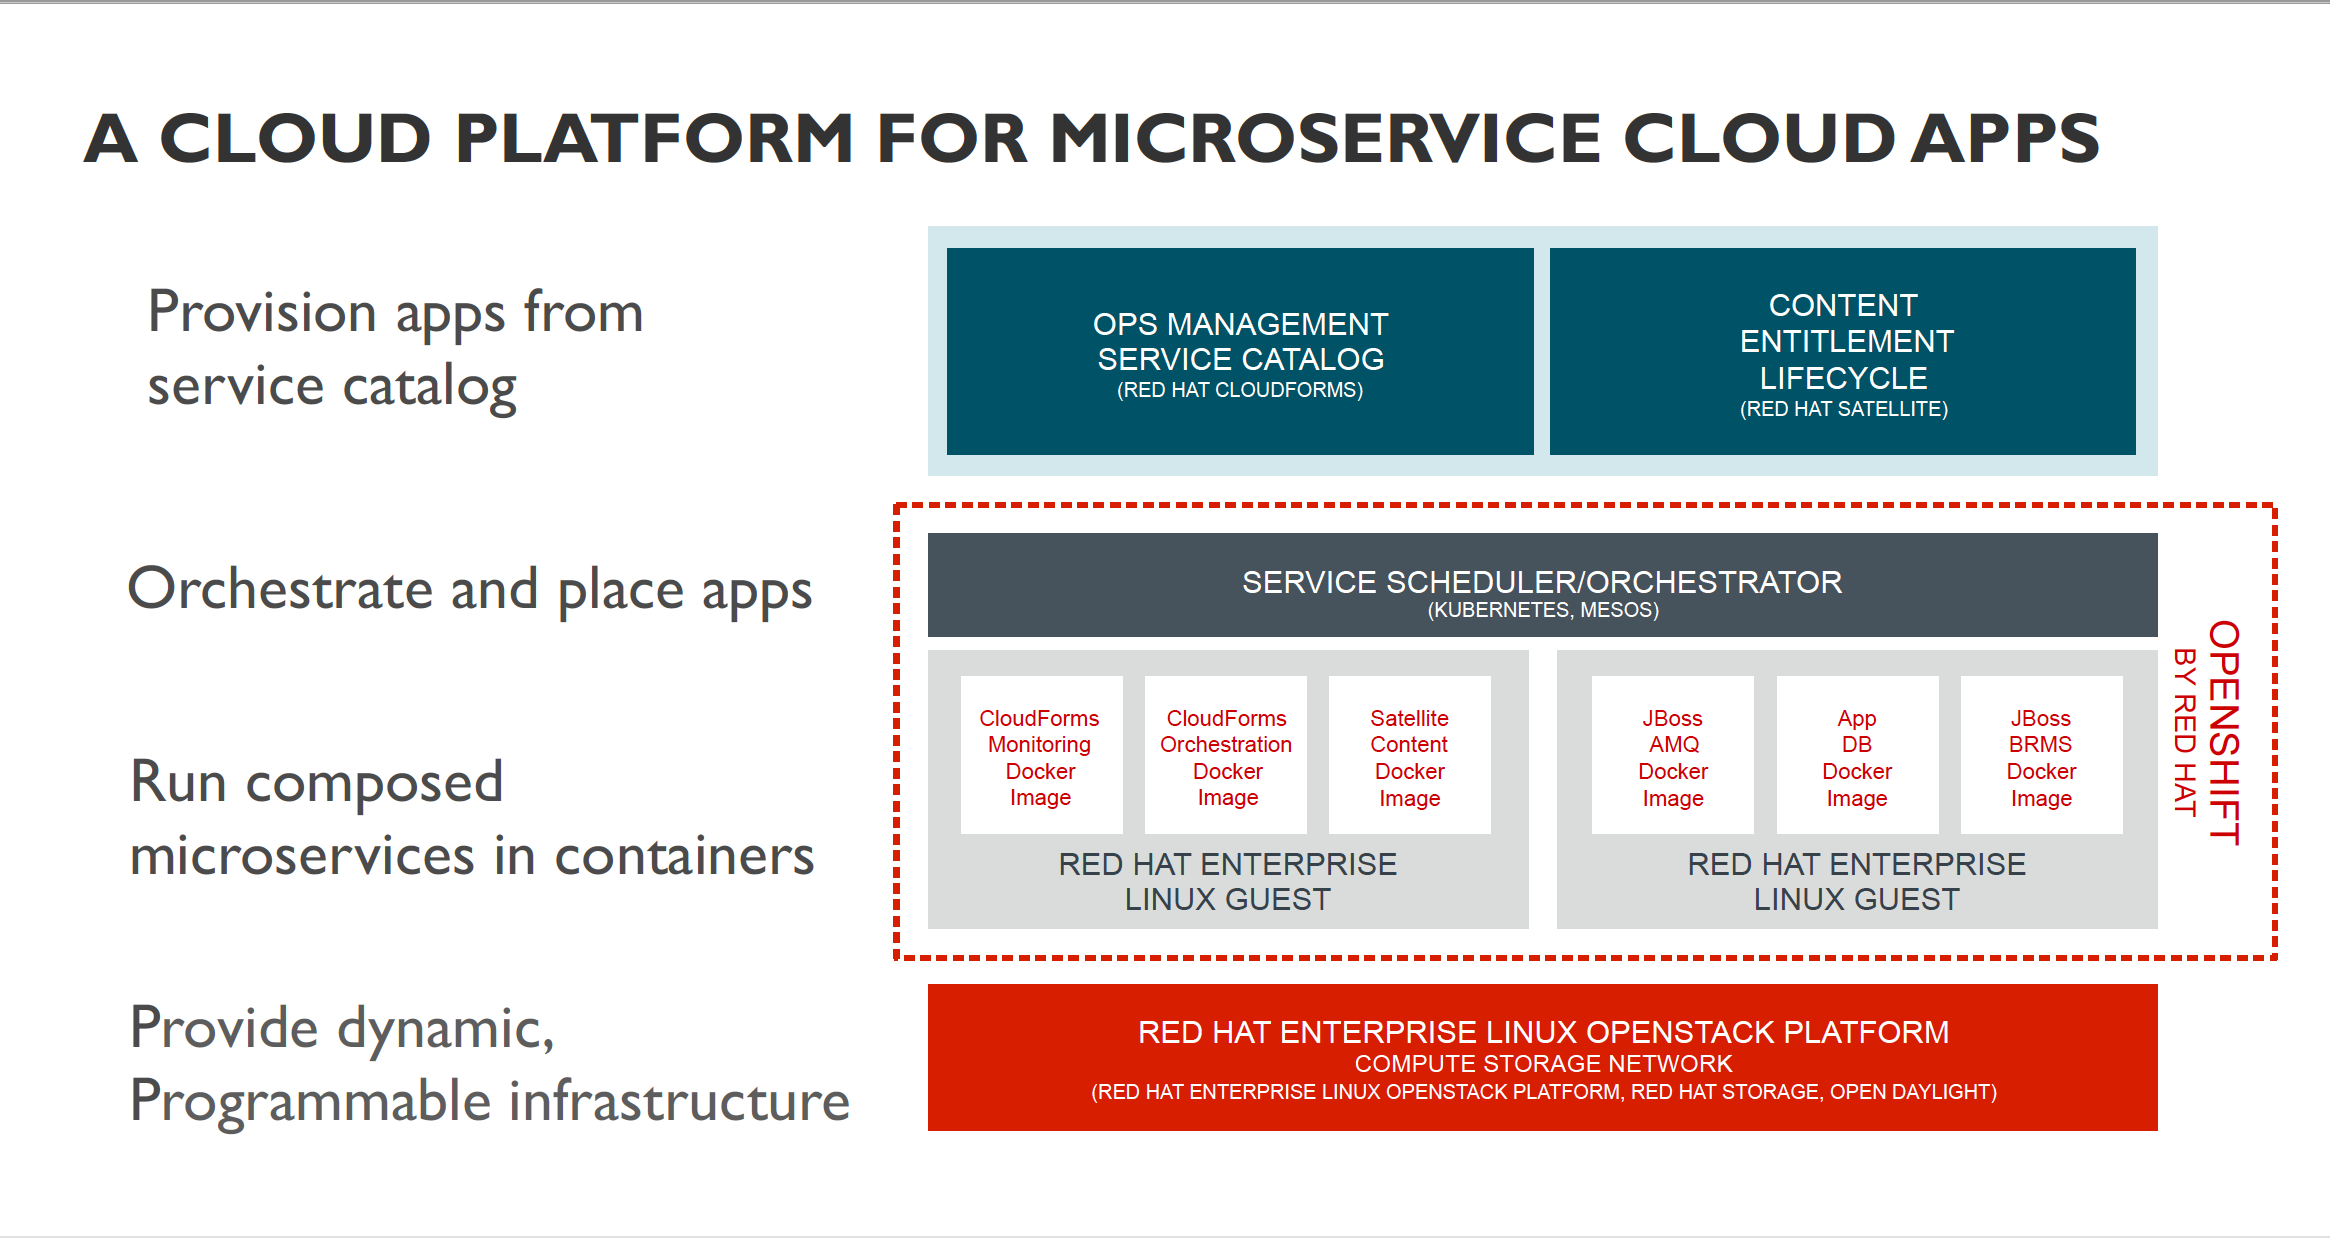 A CLOUD PLATFORM FOR MICROSERVICE CLOUD APPS
Provision apps from
service catalog
OPS MANAGEMENT
SERVICE CATALOG
(RED HAT CLOUDFORMS)
CONTENT
ENTITLEMENT
LIFECYCLE
(RED HAT SATELLITE)
Orchestrate and place apps
SERVICE SCHEDULER/ORCHESTRATOR
(KUBERNETES, MESOS)
Run composed
microservices in containers
CloudForms
Monitoring
Docker
Image
CloudForms
Orchestration
Docker
Image
Satellite
Content
Docker
Image
RED HAT ENTERPRISE
LINUX GUEST
JBoss
AMQ
Docker
Image
App
DB
Docker
Image
JBoss
BRMS
Docker
Image
RED HAT ENTERPRISE
LINUX GUEST
OPENSHIFT
BY RED HAT
Provide dynamic,
Programmable infrastructure
RED HAT ENTERPRISE LINUX OPENSTACK PLATFORM
COMPUTE STORAGE NETWORK
(RED HAT ENTERPRISE LINUX OPENSTACK PLATFORM, RED HAT STORAGE, OPEN DAYLIGHT)